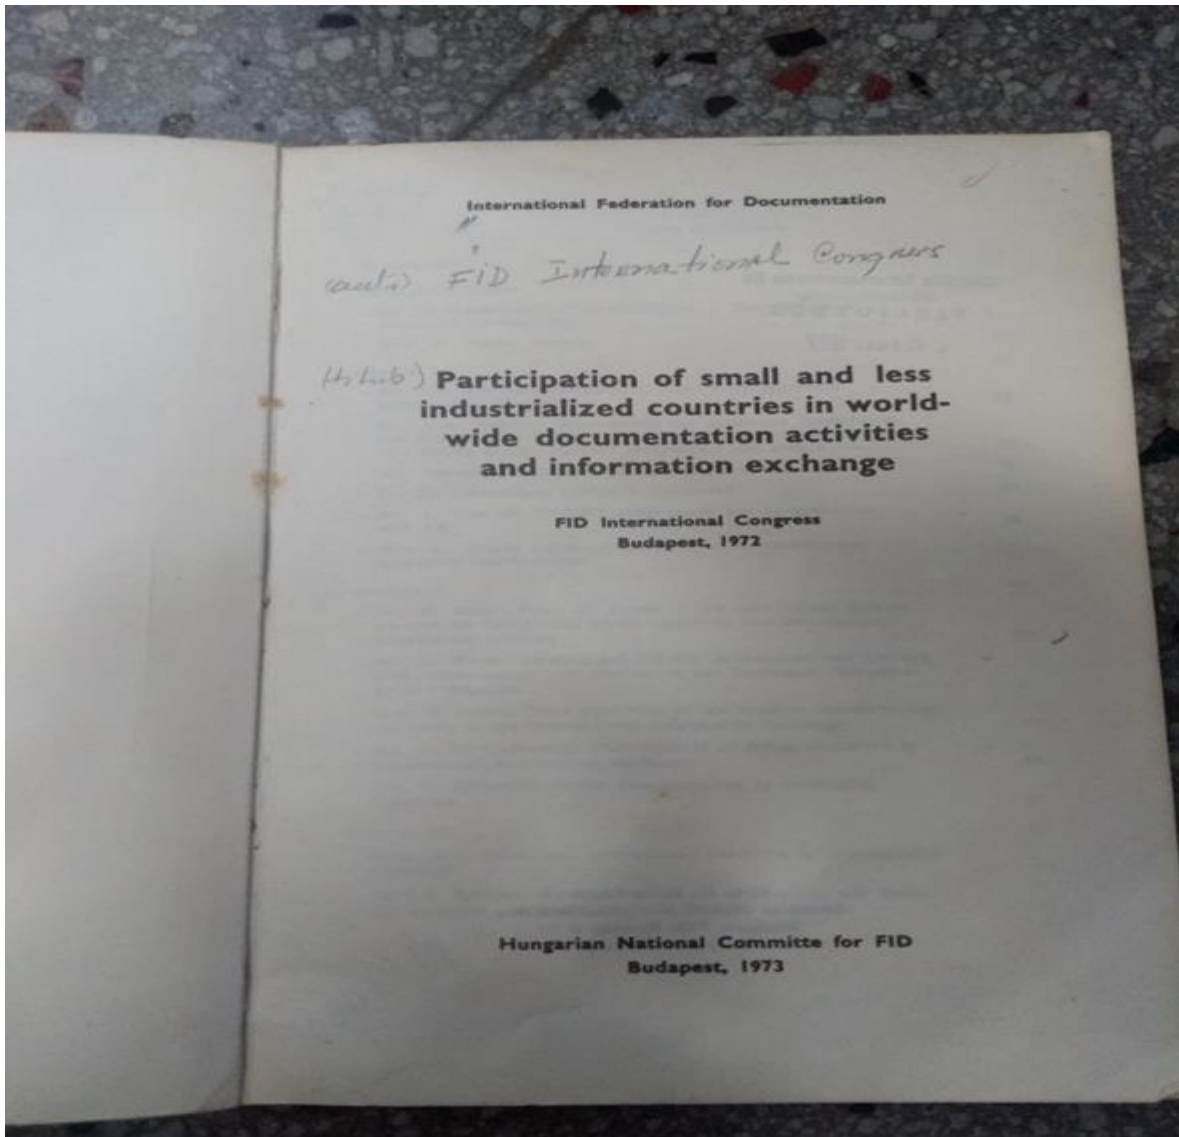 International Federation for Documentation
FID International Congress
Participation of small and less
industrialized countries in world-
wide documentation activities
and information exchange
FID International Congress
Budapest, 1972
Hungarian National Committe for FID
Budapest, 1973